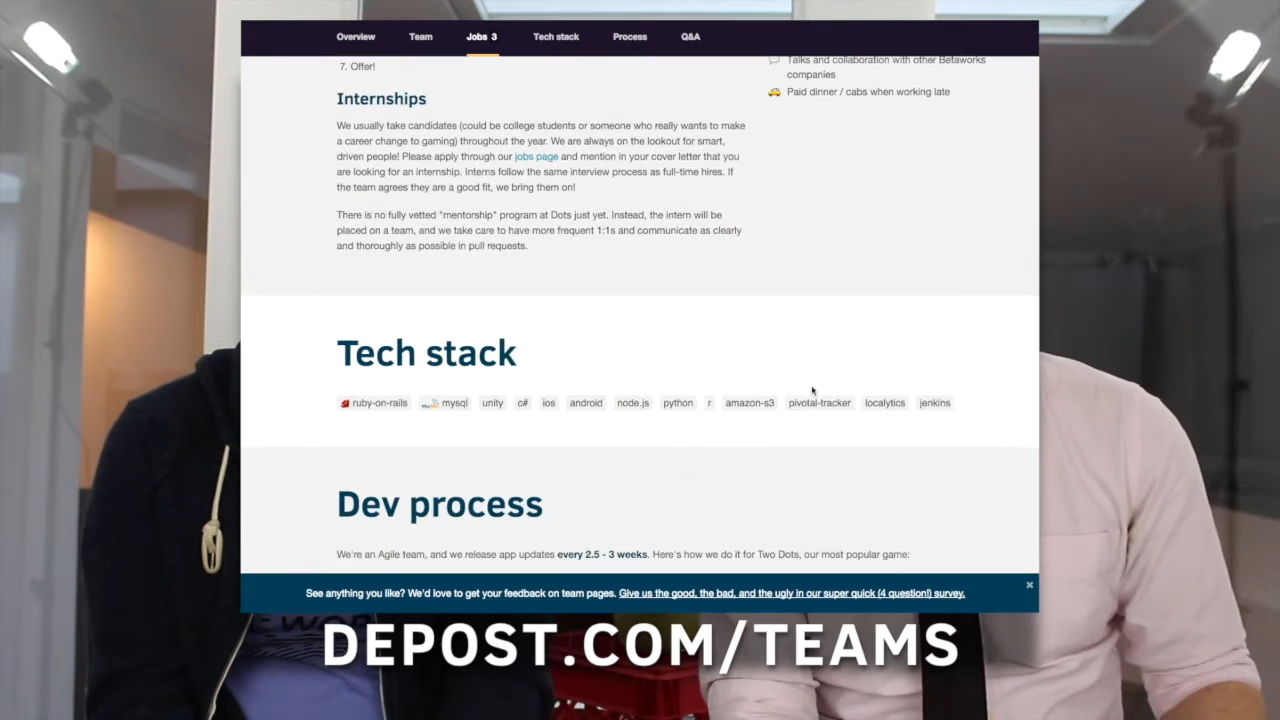 Overview Team Jobs 3 Tech stack Process Q&A
7. Offer!
Talks and collaboration with other Betaworks
companies
Paid dinner / cabs when working late
Internships
We usually take candidates (could be college students or someone who really wants to make
a career change to gaming) throughout the year. We are always on the lookout for smart,
driven people! Please apply through our jobs page and mention in your cover letter that you
are looking for an internship. Interns follow the same interview process as full-time hires. If
the team agrees they are a good fit, we bring them on!
There is no fully vetted "mentorship" program at Dots just yet. Instead, the intern will be
placed on a team, and we take care to have more frequent 1:1s and communicate as clearly
and thoroughly as possible in pull requests.
Tech stack
ruby-on-rails mysql unity c# ios android node.js python r amazon-s3 pivotal-tracker localytics jenkins
Dev process
We're an Agile team, and we release app updates every 2.5 - 3 weeks. Here's how we do it for Two Dots, our most popular game:
See anything you like? We'd love to get your feedback on team pages. Give us the good, the bad, and the ugly in our super quick (4 question!) survey.
DEPOST.COM/TEAMS